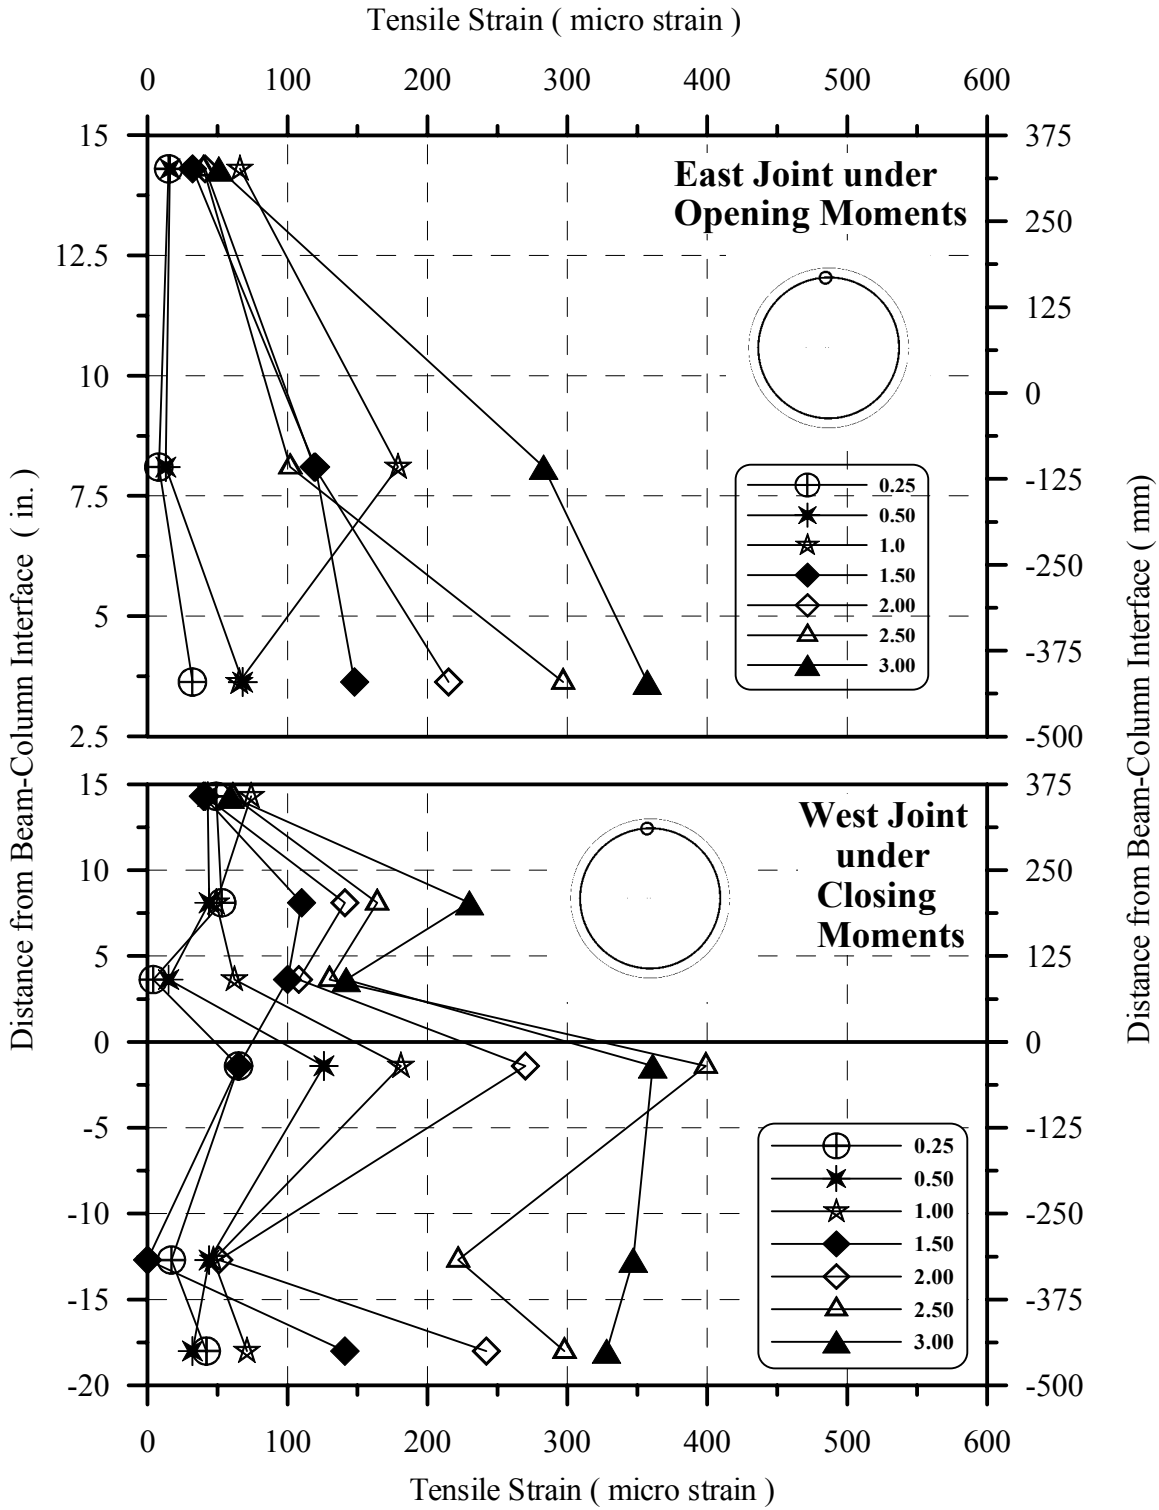 Tensile Strain ( micro strain )
0 100 200 300 400 500 600
15 375
East Joint under
Opening Moments
250
12.5
125
10
0
-125
7.5
0.25
0.50
1.0
1.50
2.00
2.50
3.00
-250
5
-375
2.5 -500
Distance from Beam-Column Interface ( in. )
Distance from Beam-Column Interface ( mm )
15 375
West Joint
under
Closing
Moments
10 250
5 125
0 0
-5 -125
0.25
0.50
1.00
1.50
2.00
2.50
3.00
-10 -250
-15 -375
-20 -500
0 100 200 300 400 500 600
Tensile Strain ( micro strain )